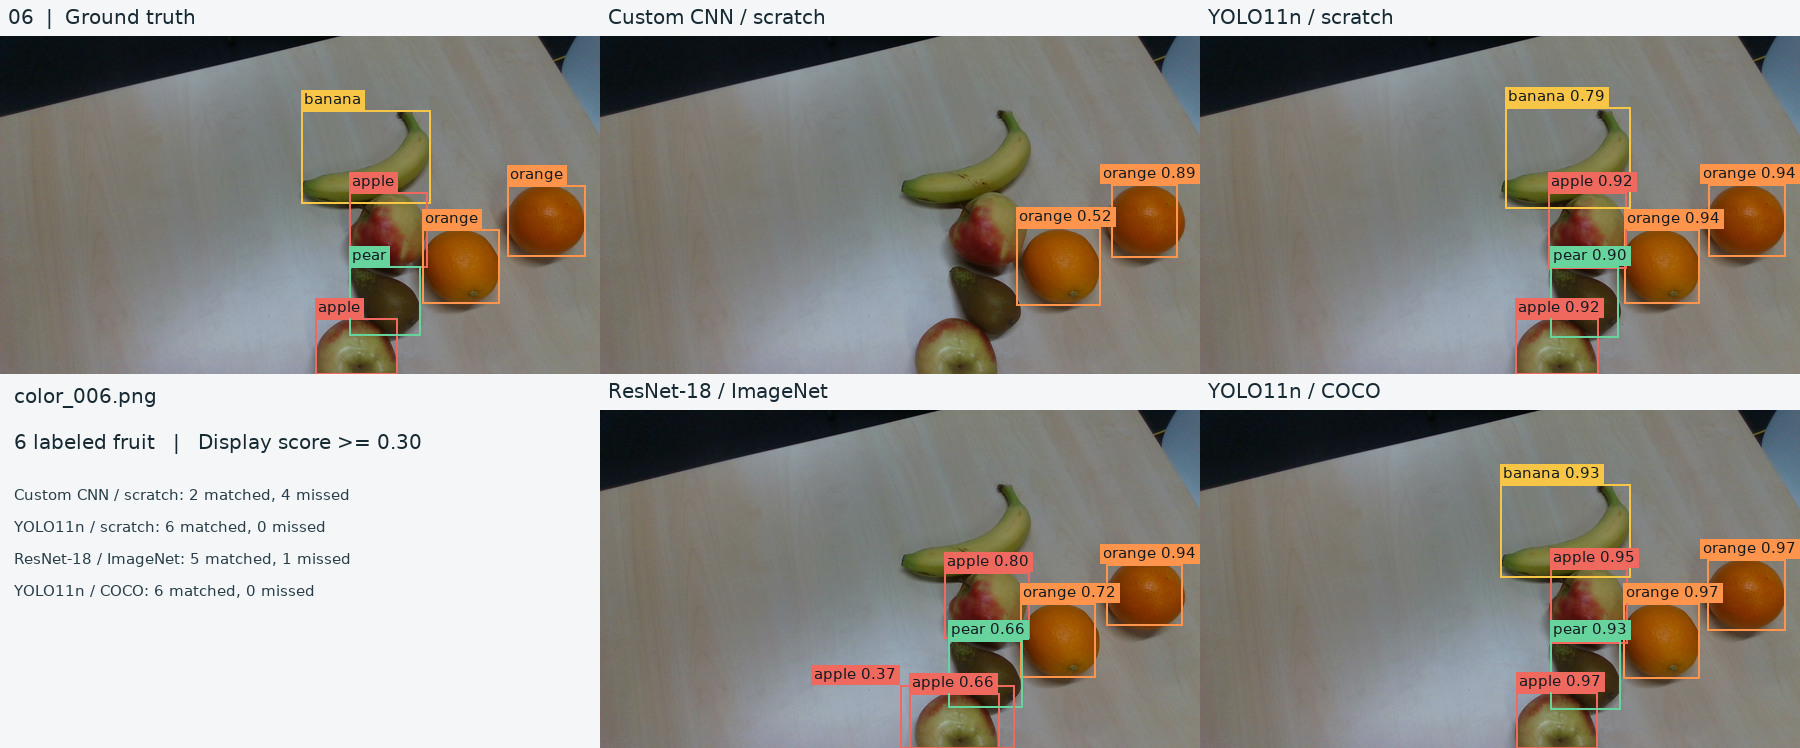 06 | Ground truth
banana
apple
orange
orange
pear
apple
Custom CNN / scratch
orange 0.89
orange 0.52
YOLO11n / scratch
banana 0.79
apple 0.92
orange 0.94
orange 0.94
pear 0.90
apple 0.92
color_006.png
6 labeled fruit | Display score >= 0.30
Custom CNN / scratch: 2 matched, 4 missed
YOLO11n / scratch: 6 matched, 0 missed
ResNet-18 / ImageNet: 5 matched, 1 missed
YOLO11n / COCO: 6 matched, 0 missed
ResNet-18 / ImageNet
orange 0.94
apple 0.80
orange 0.72
pear 0.66
apple 0.37
apple 0.66
YOLO11n / COCO
banana 0.93
orange 0.97
apple 0.95
orange 0.97
pear 0.93
apple 0.97